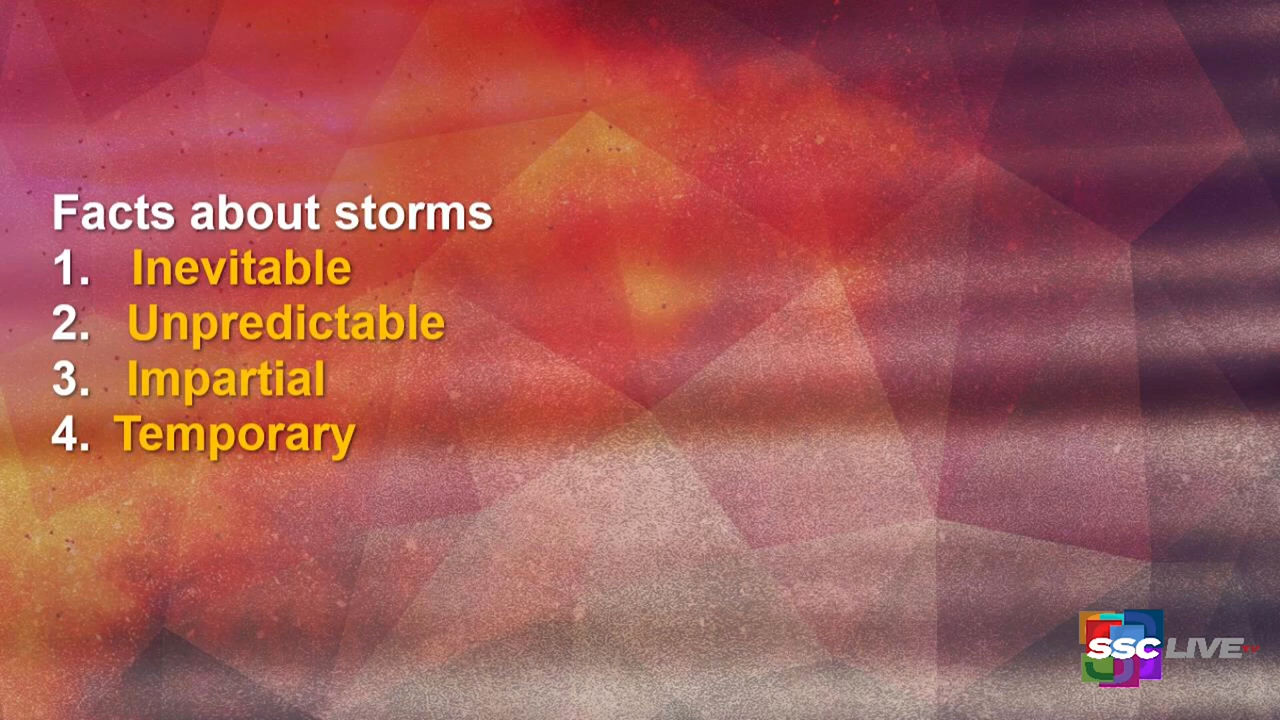 Facts about storms
1. Inevitable
2. Unpredictable
3. Impartial
4. Temporary
SSC LIVE